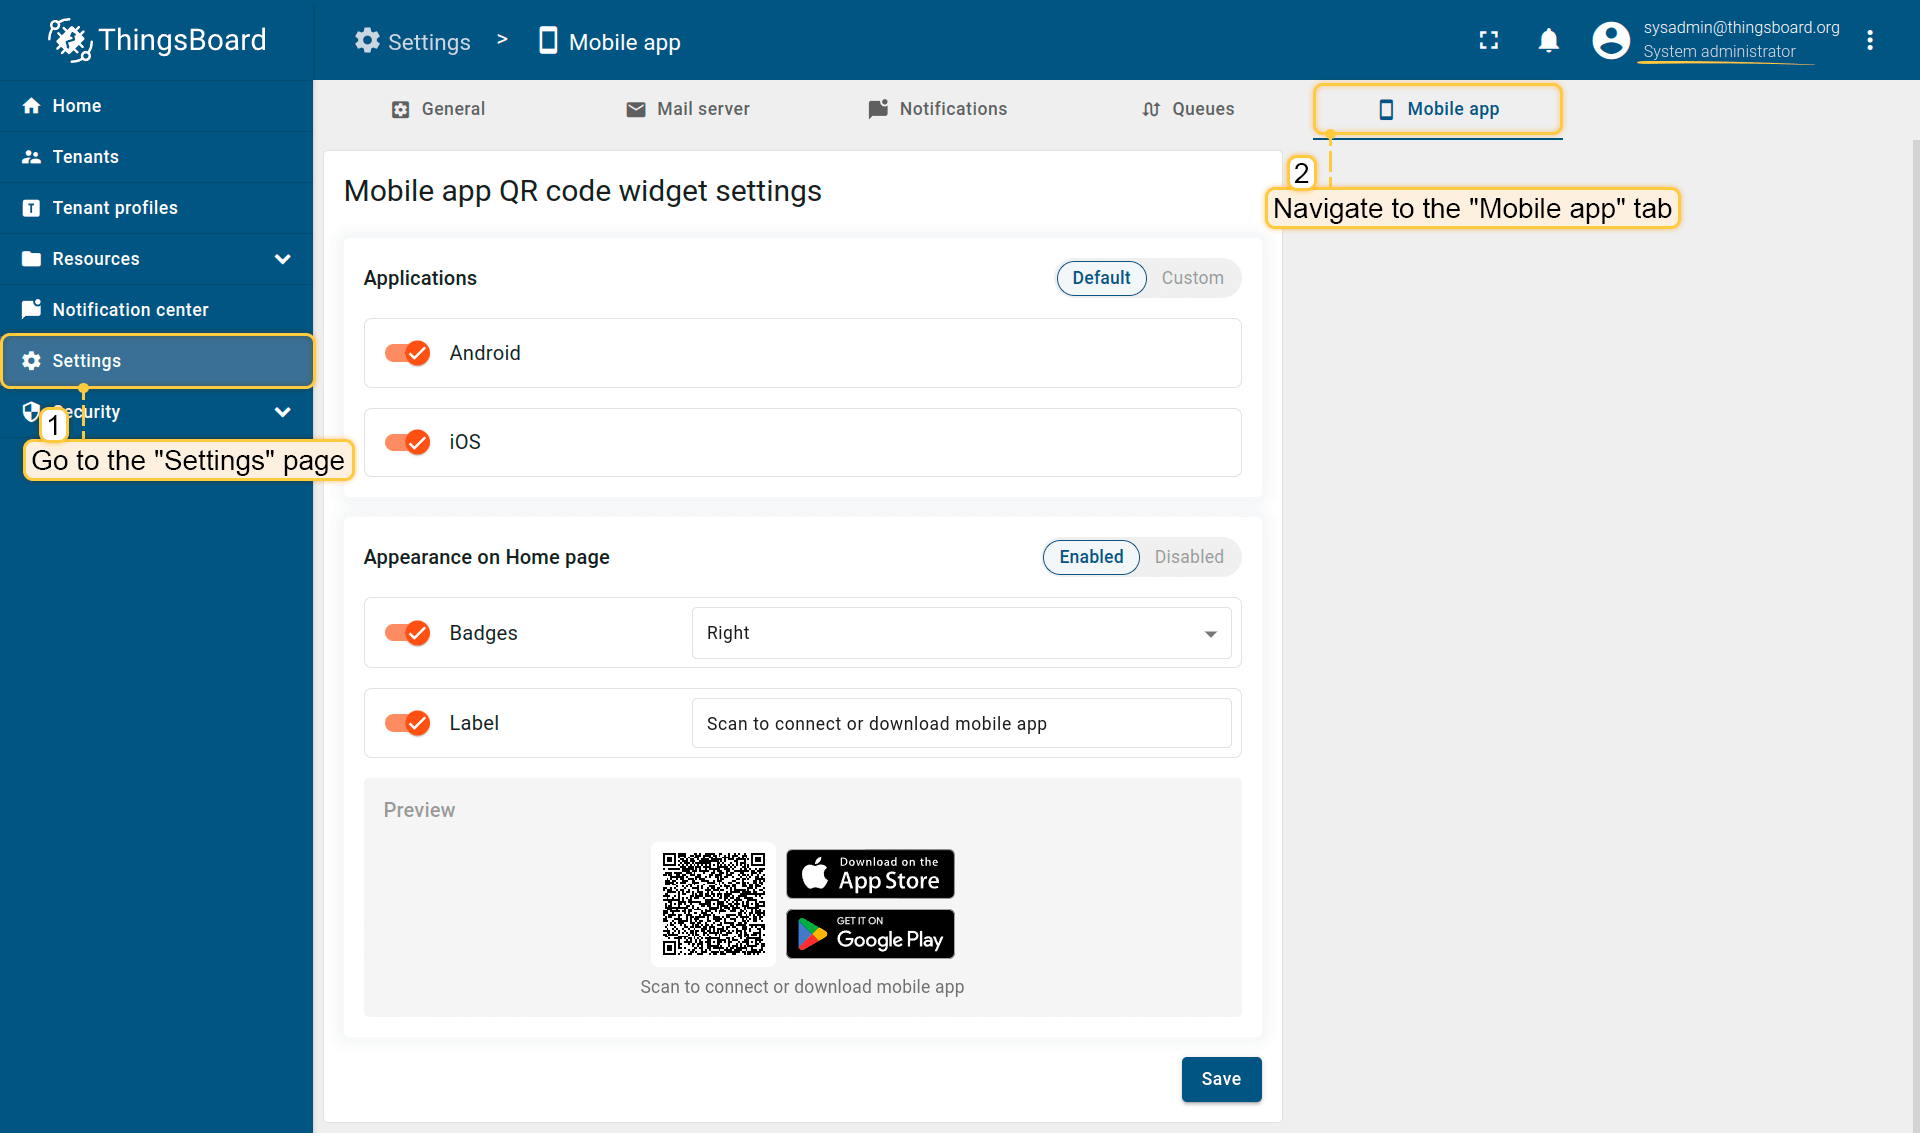 ThingsBoard
Settings > Mobile app
sysadmin@thingsboard.org
System administrator
Home
Tenants
Tenant profiles
Resources
Notification center
Settings
Security
1
Go to the "Settings" page
General
Mail server
Notifications
Queues
Mobile app
2
Navigate to the "Mobile app" tab
Mobile app QR code widget settings
Applications
Default Custom
Android
iOS
Appearance on Home page
Enabled Disabled
Badges
Right
Label
Scan to connect or download mobile app
Preview
Download on the
App Store
GET IT ON
Google Play
Scan to connect or download mobile app
Save